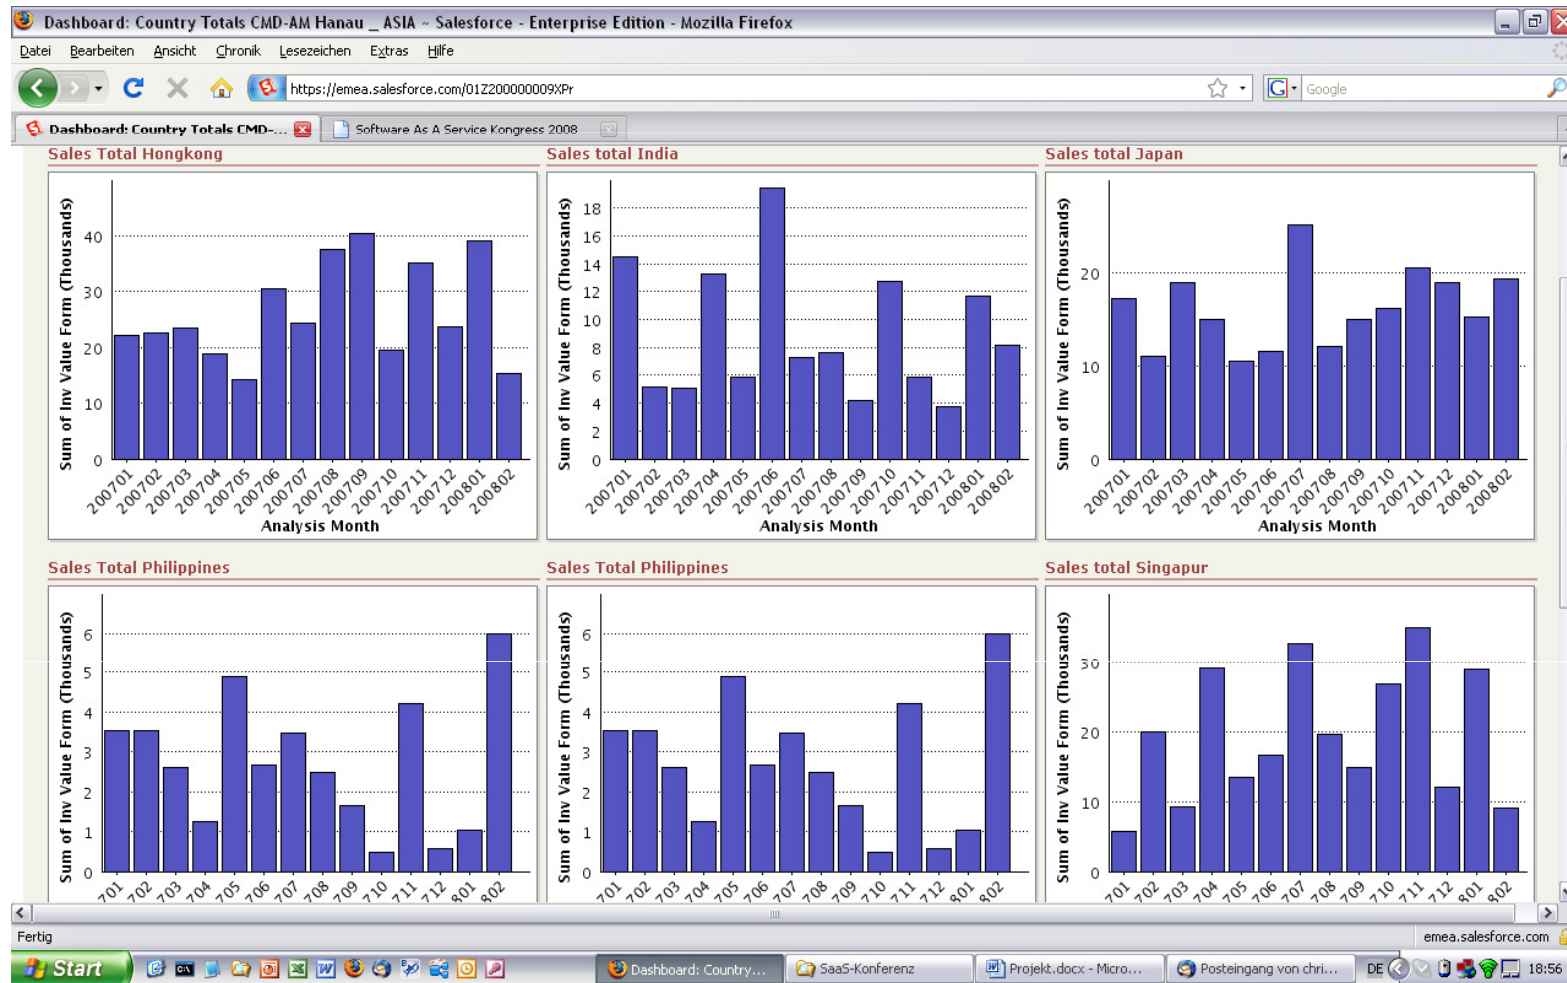 Dashboard: Country Totals CMD-AM Hanau _ ASIA ~ Salesforce - Enterprise Edition - Mozilla Firefox
Datei Bearbeiten Ansicht Chronik Lesezeichen Extras Hilfe
https://emea.salesforce.com/01Z200000009XPr
G Google
Dashboard: Country Totals CMD-... Software As A Service Kongress 2008
Sales Total Hongkong
Sum of Inv Value Form (Thousands)
40
30
20
10
0
200701 200702 200703 200704 200705 200706 200707 200708 200709 200710 200711 200712 200801 200802
Analysis Month
Sales total India
Sum of Inv Value Form (Thousands)
18
16
14
12
10
8
6
4
2
0
200701 200702 200703 200704 200705 200706 200707 200708 200709 200710 200711 200712 200801 200802
Analysis Month
Sales total Japan
Sum of Inv Value Form (Thousands)
20
10
0
200701 200702 200703 200704 200705 200706 200707 200708 200709 200710 200711 200712 200801 200802
Analysis Month
Sales Total Philippines
Sum of Inv Value Form (Thousands)
6
5
4
3
2
1
0
701 702 703 704 705 706 707 708 709 710 711 712 801 802
Sales Total Philippines
Sum of Inv Value Form (Thousands)
6
5
4
3
2
1
0
701 702 703 704 705 706 707 708 709 710 711 712 801 802
Sales total Singapur
Sum of Inv Value Form (Thousands)
30
20
10
0
701 702 703 704 705 706 707 708 709 710 711 712 801 802
Fertig
emea.salesforce.com
Start Dashboard: Country... SaaS-Konferenz Projekt.docx - Micro... Posteingang von chri... DE 18:56